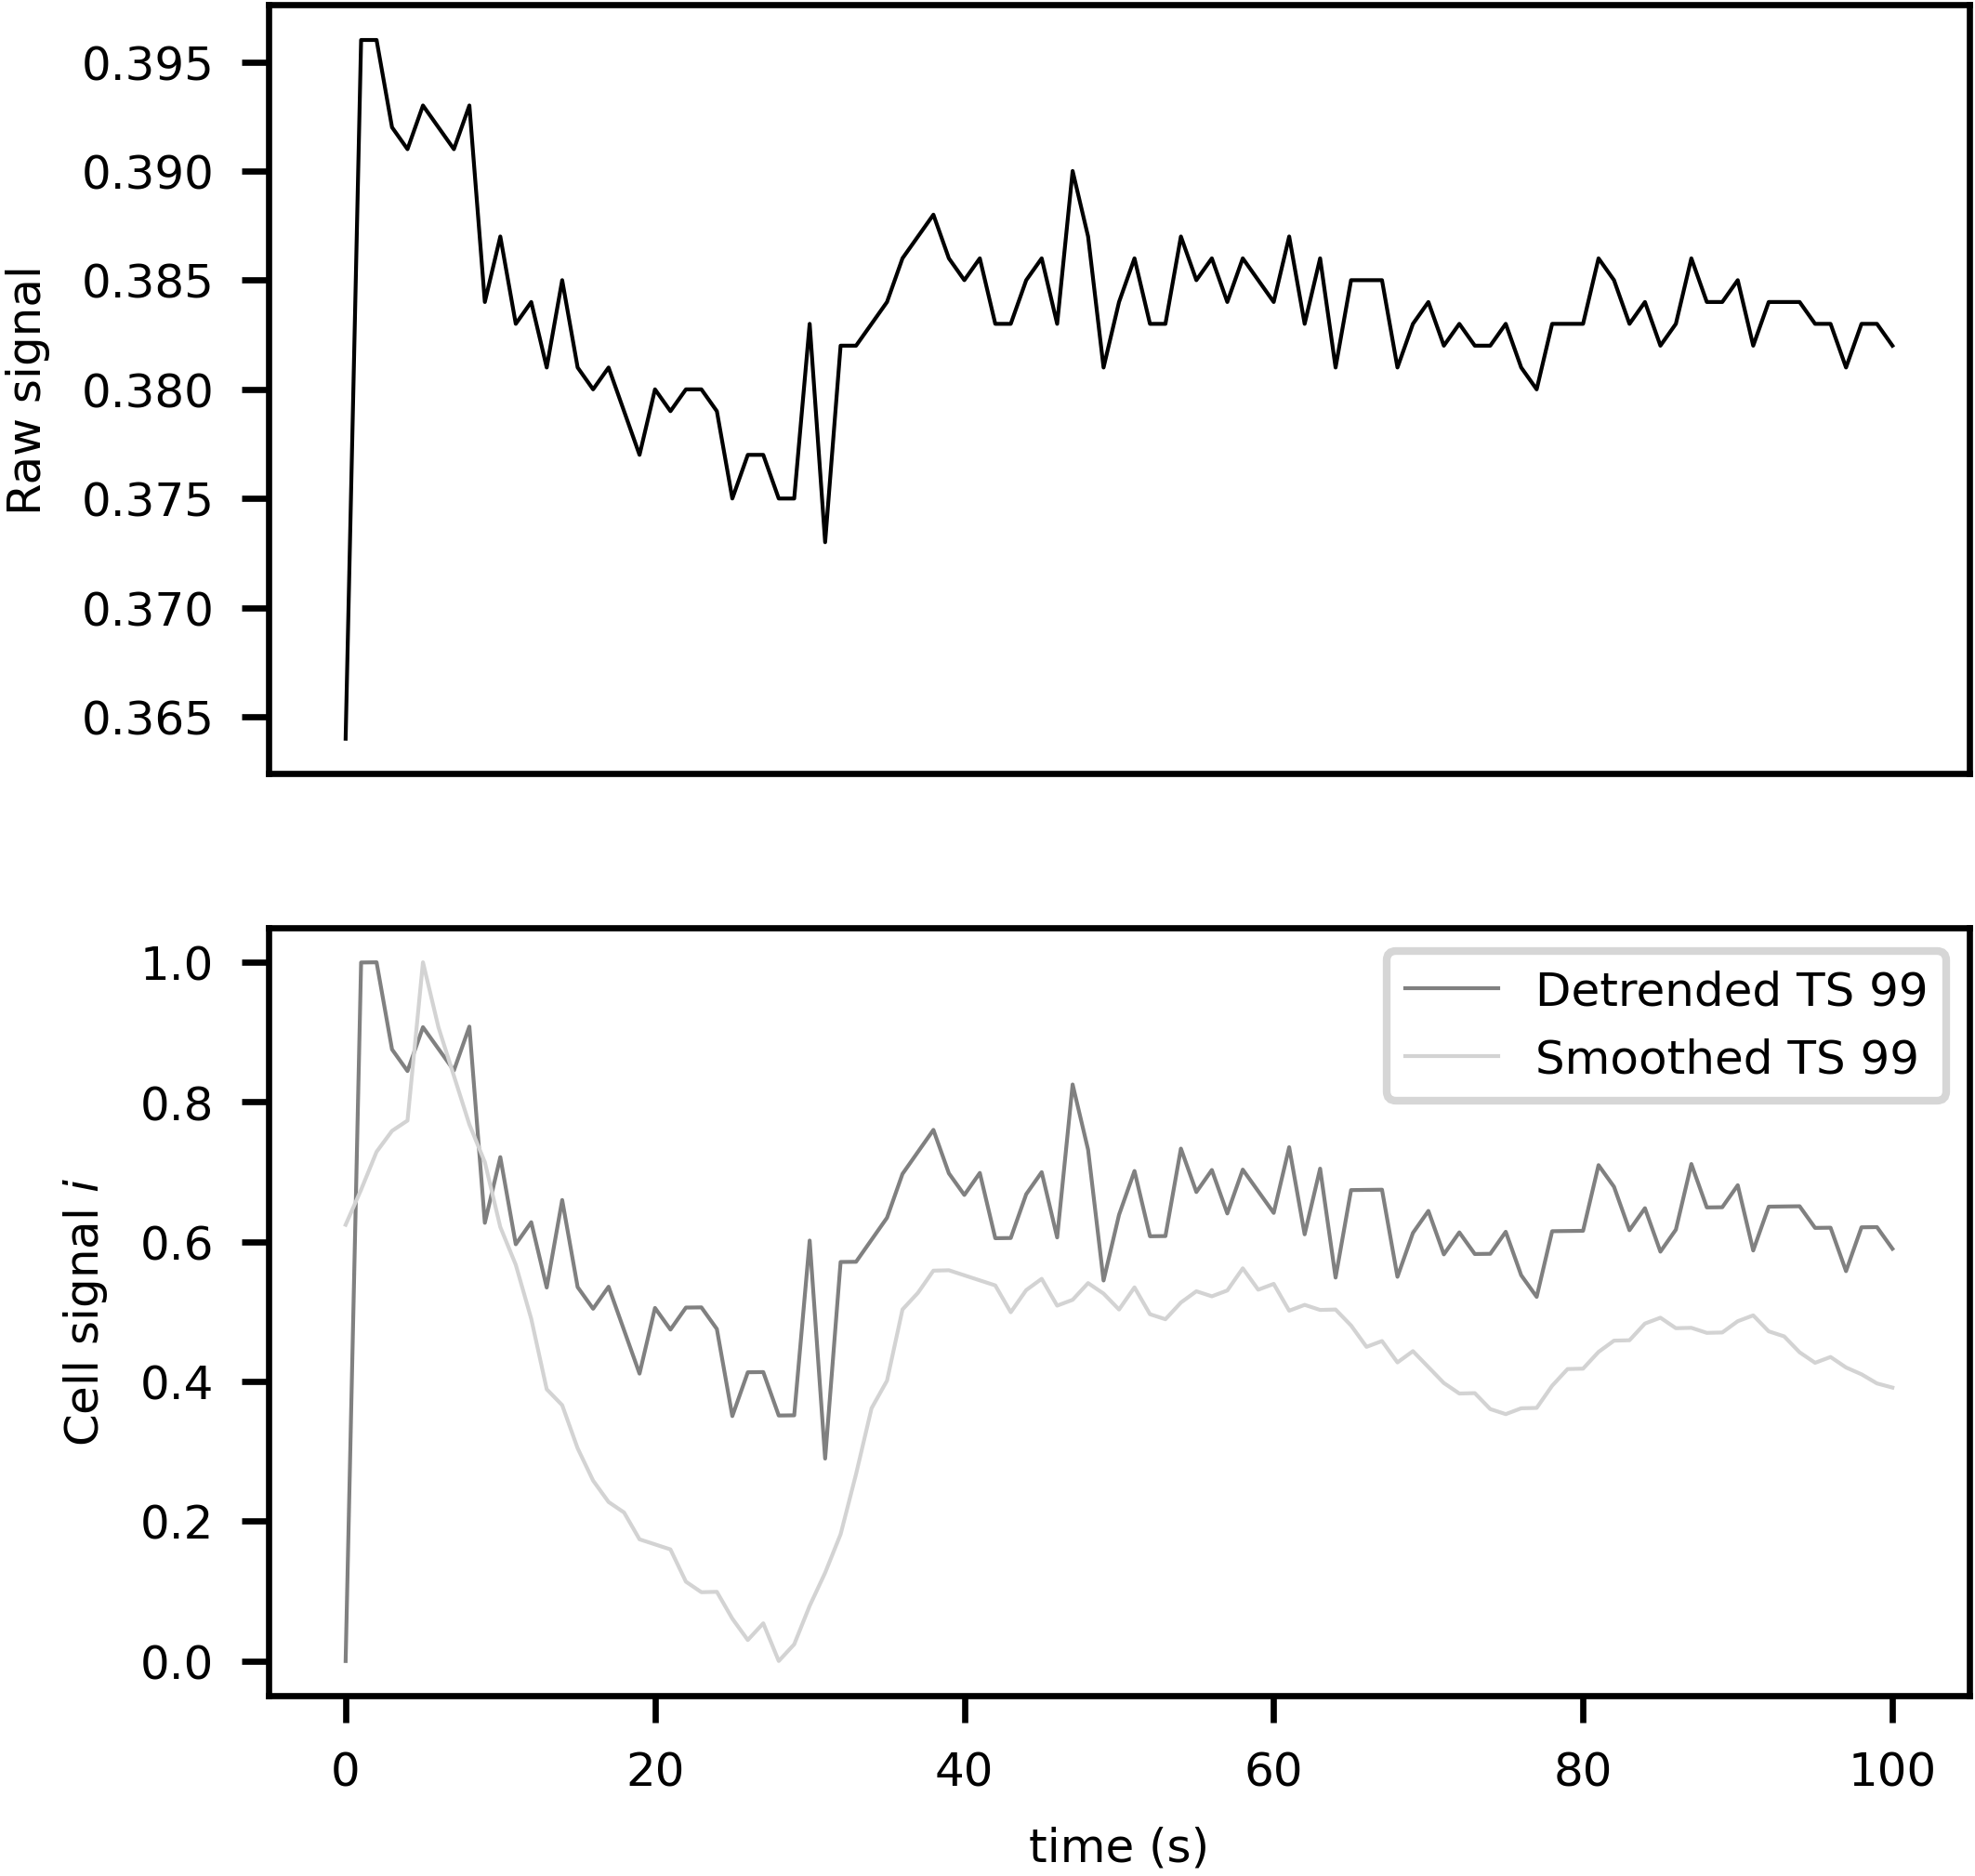 0.395
0.390
0.385
0.380
0.375
0.370
0.365
Raw signal
1.0
0.8
0.6
0.4
0.2
0.0
Cell signal i
Detrended TS 99
Smoothed TS 99
0 20 40 60 80 100
time (s)